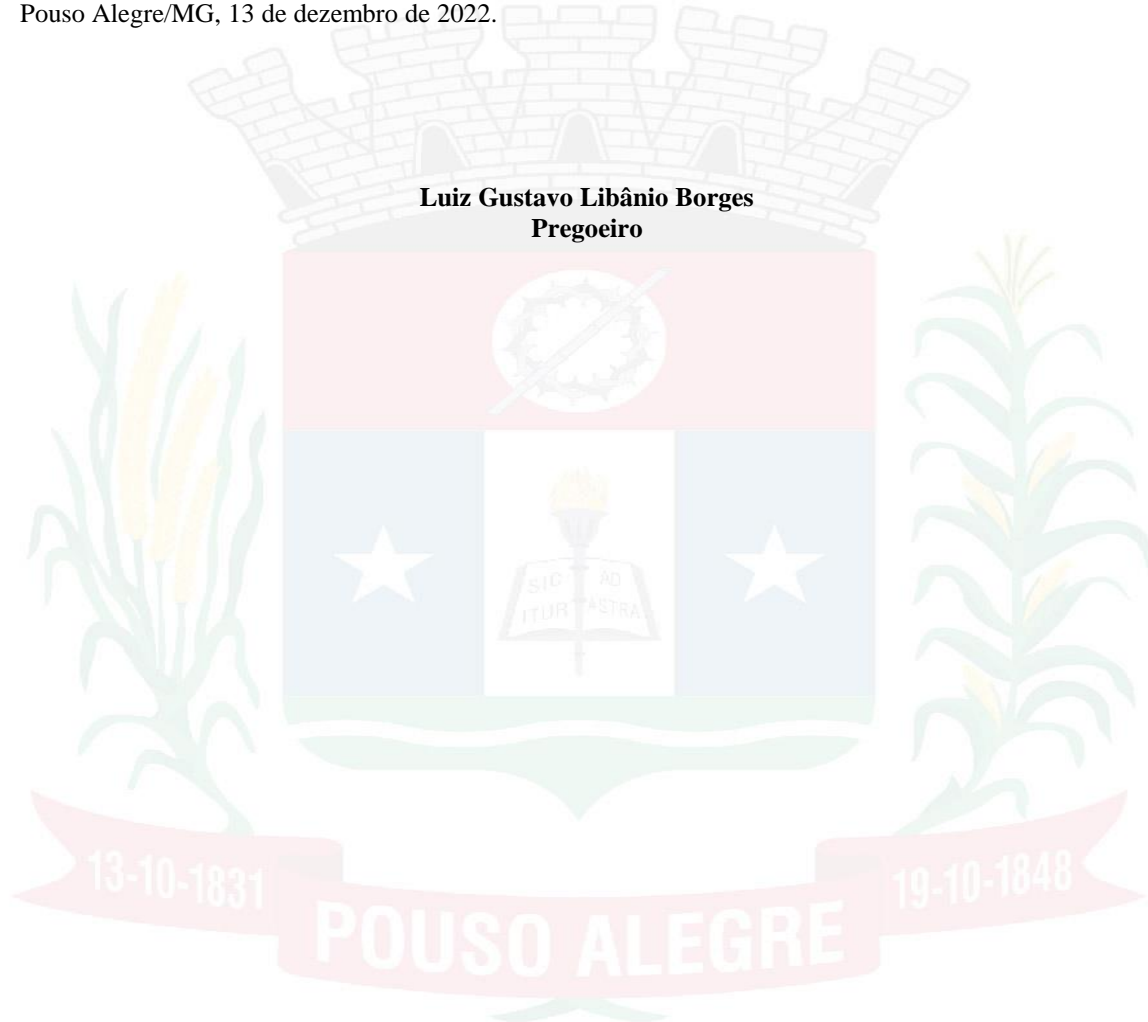 Pouso Alegre/MG, 13 de dezembro de 2022.
Luiz Gustavo Libânio Borges
Pregoeiro
SIC AD
ITUR ASTRA
13-10-1831
19-10-1848
POUSO ALEGRE